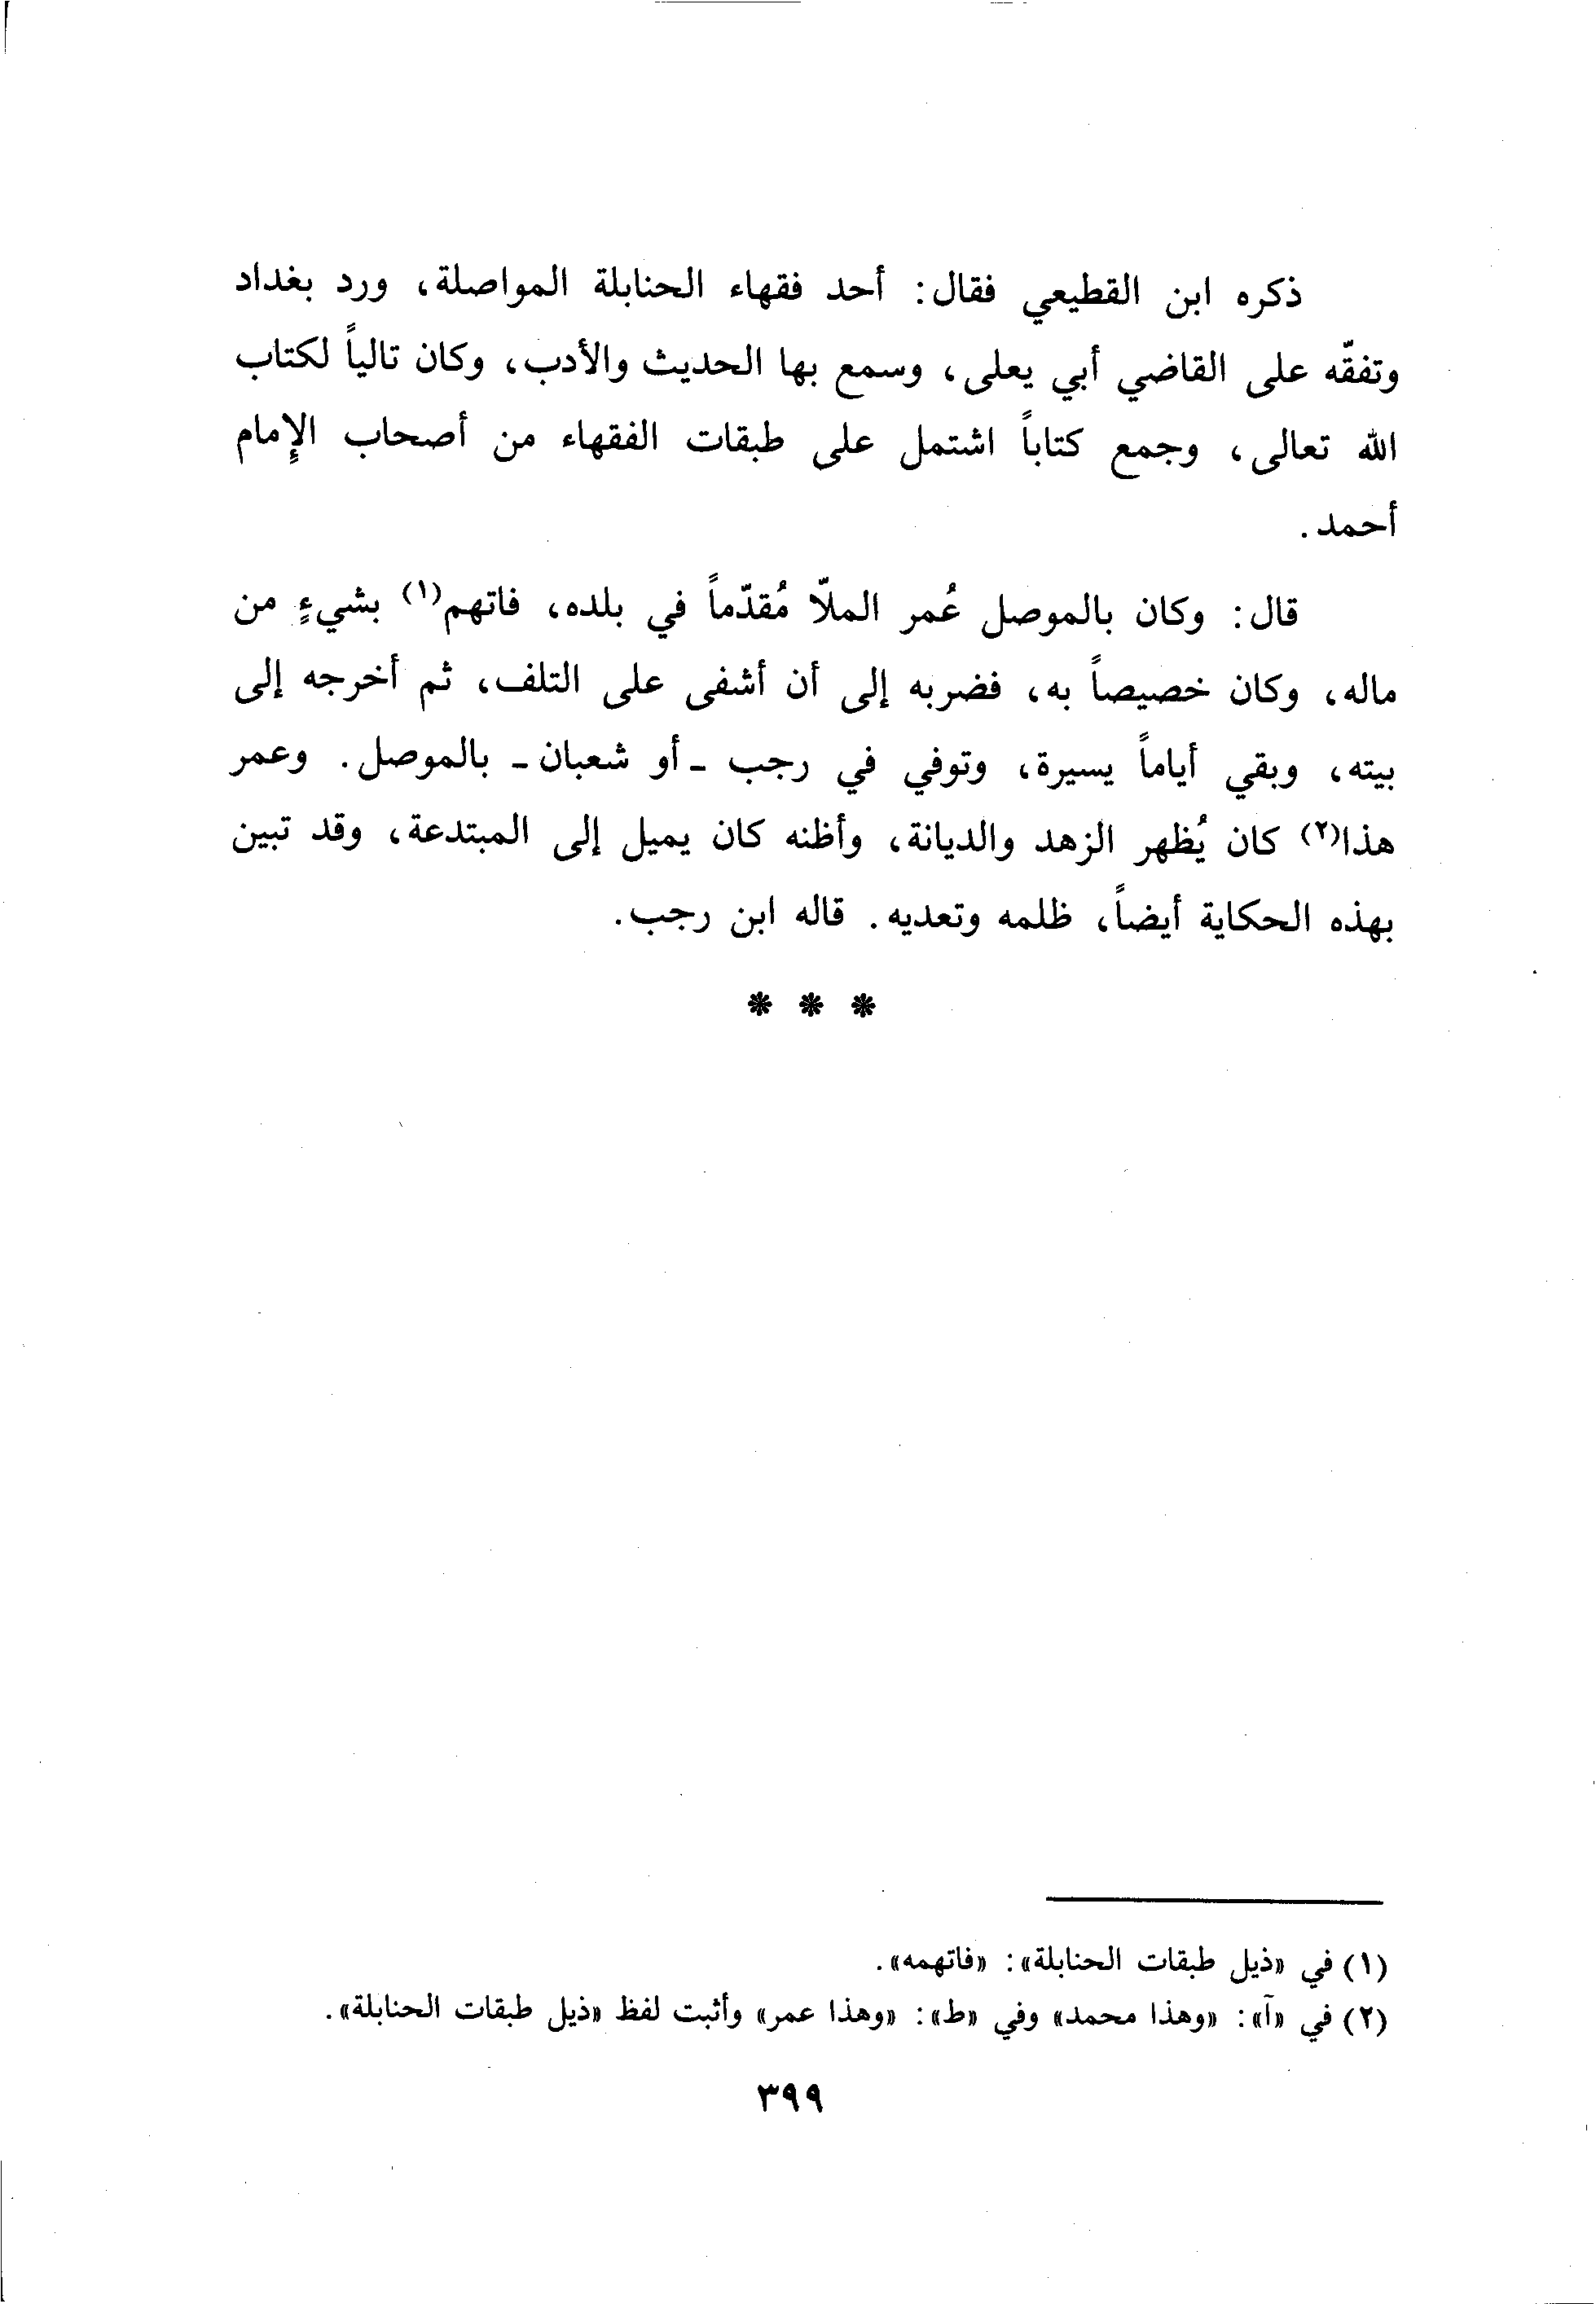 ذكره ابن القطيعي فقال: أحد فقهاء الحنابلة المواصلة، ورد بغداد
وتفقّه على القاضي أبي يعلى، وسمع بها الحديث والأدب، وكان تالياً لكتاب
الله تعالى، وجمع كتاباً اشتمل على طبقات الفقهاء من أصحاب الإِمام
أحمد.
قال: وكان بالموصل عُمر الملّا مُقدّماً في بلده، فاتهم(١) بشيءٍ من
ماله، وكان خصيصاً به، فضربه إلى أن أشفى على التلف، ثم أخرجه إلى
بيته، وبقي أياماً يسيرة، وتوفي في رجب - أو شعبان - بالموصل. وعمر
هذا(٢) كان يُظهر الزهد والديانة، وأظنه كان يميل إلى المبتدعة، وقد تبين
بهذه الحكاية أيضاً، ظلمه وتعديه. قاله ابن رجب.
* * *
(١) في «ذيل طبقات الحنابلة»: «فاتهمه».
(٢) في «آ»: «وهذا محمد» وفي «ط»: «وهذا عمر» وأثبت لفظ «ذيل طبقات الحنابلة».
٣٩٩